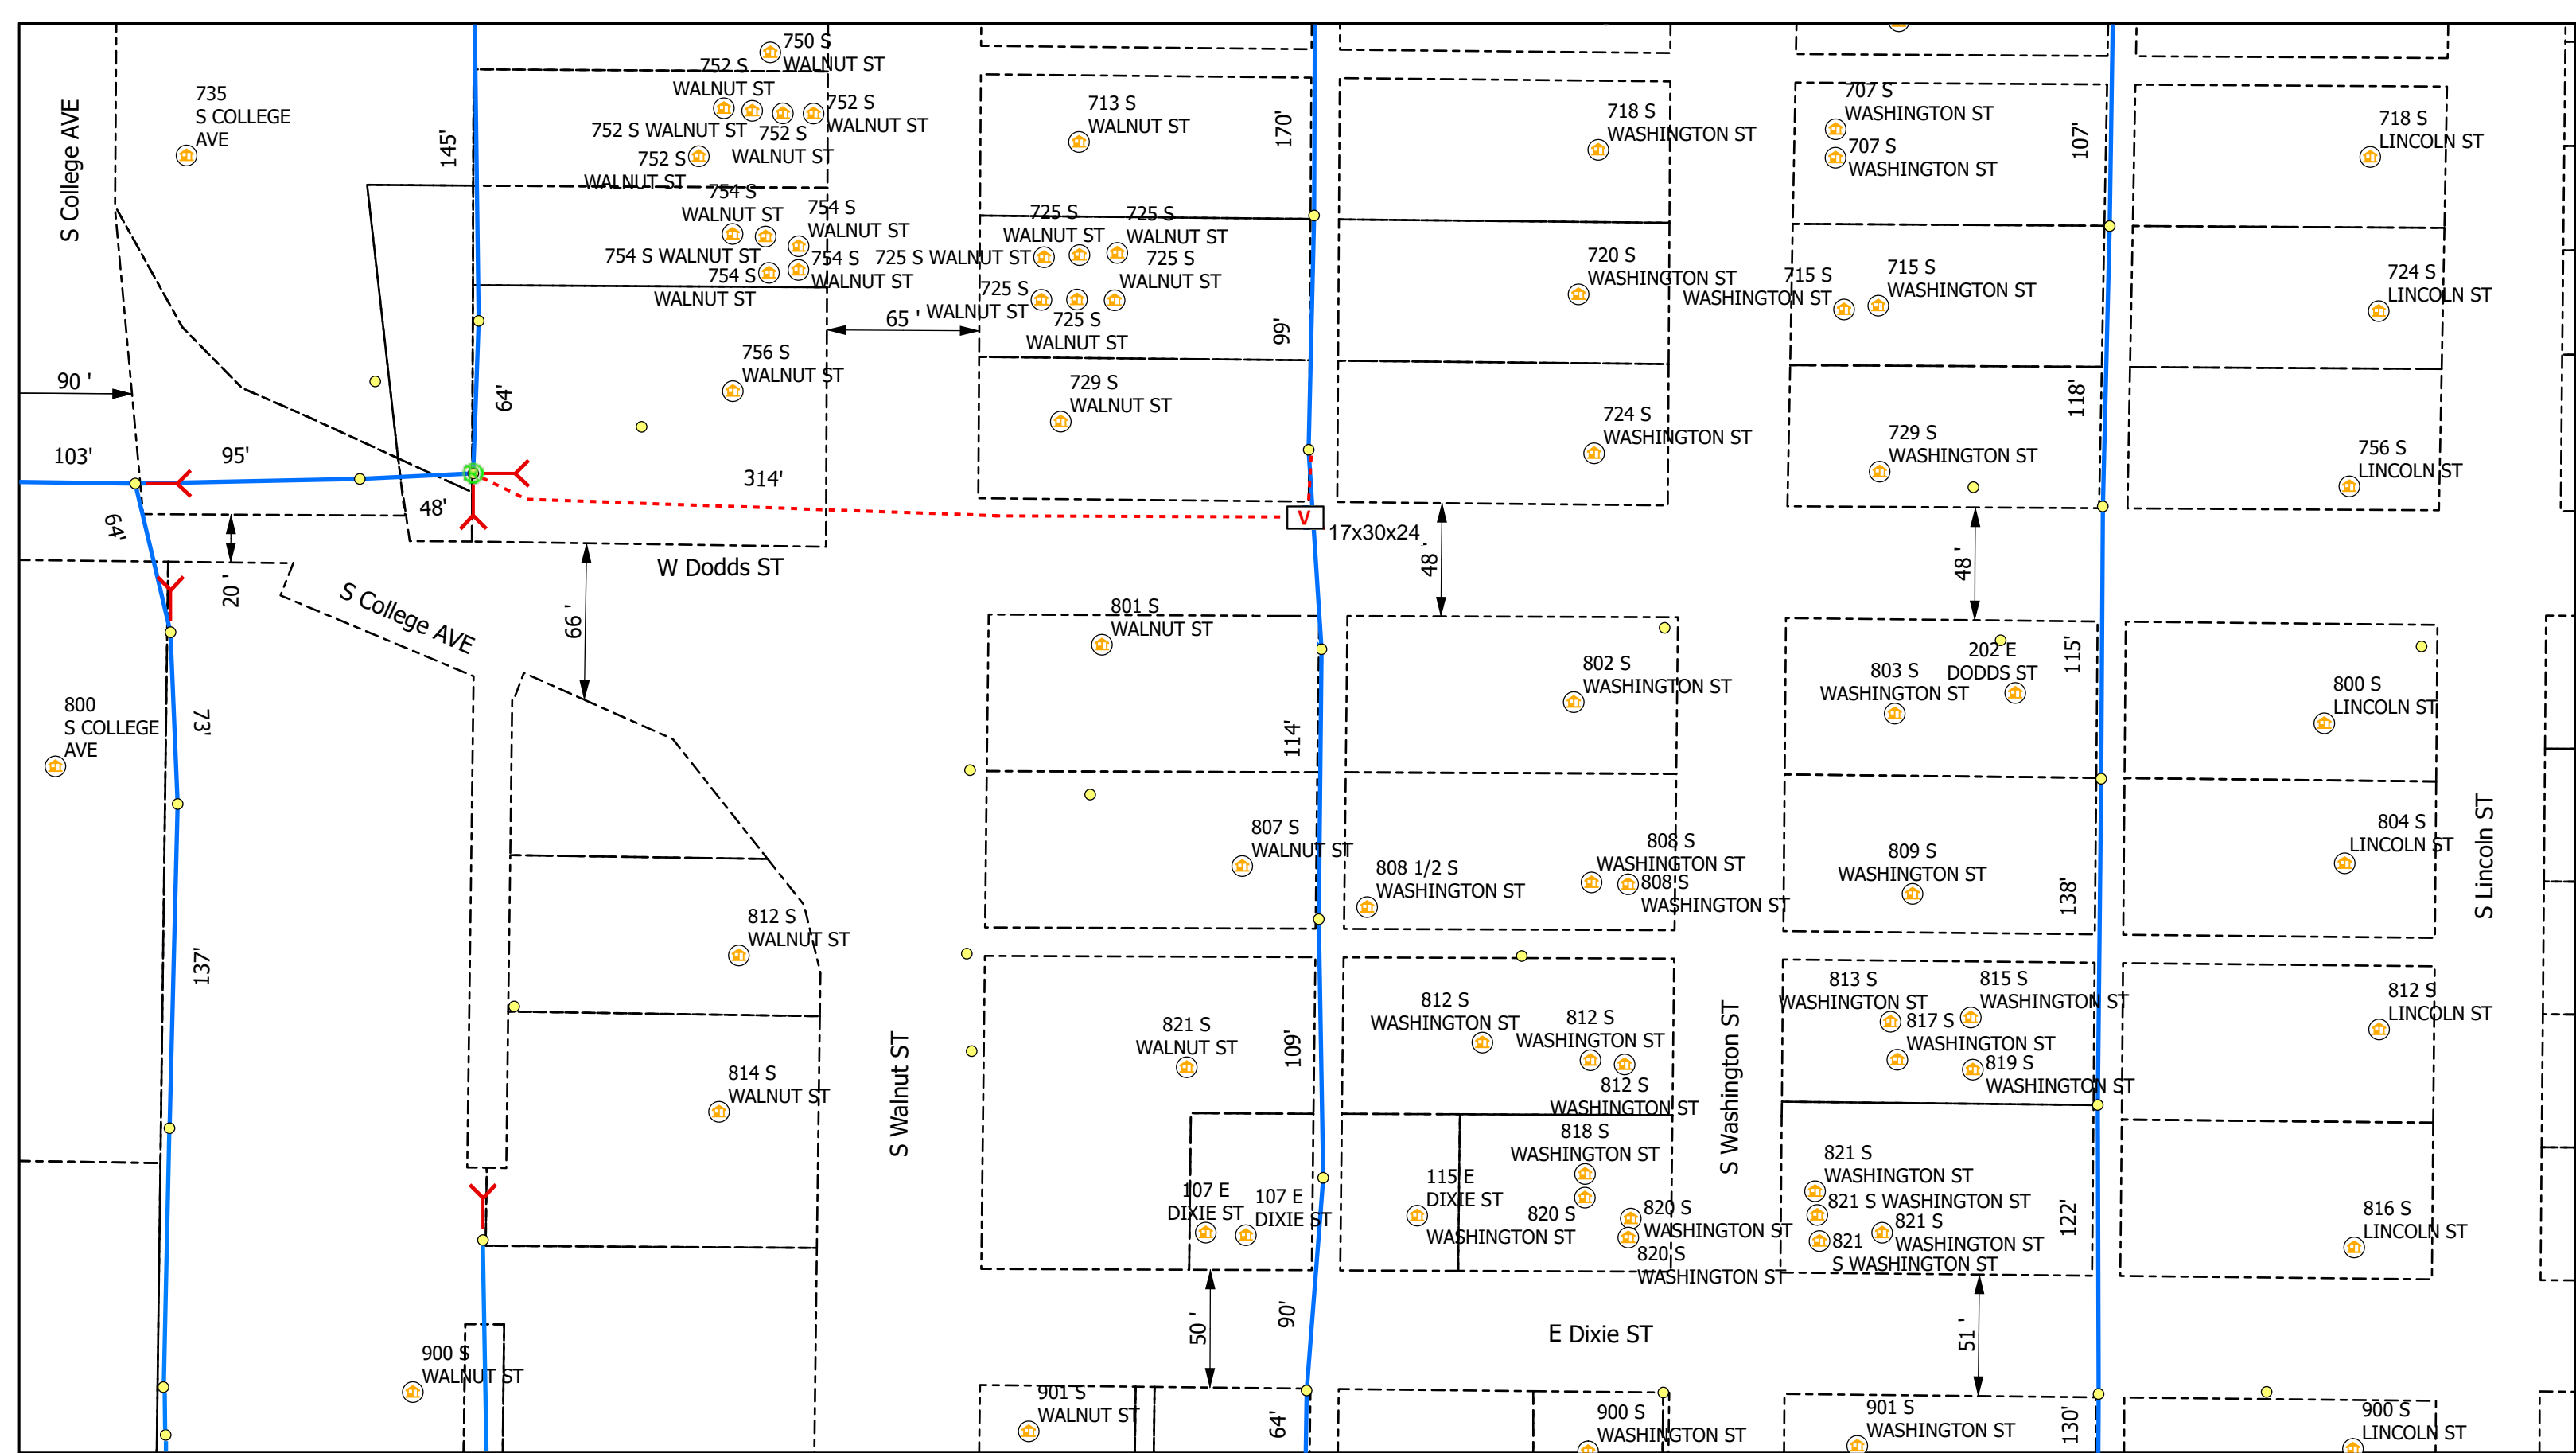 750 S
WALNUT ST
752 S
WALNUT ST
752 S
WALNUT ST
752 S WALNUT ST
752 S
WALNUT ST
752 S
WALNUT ST
735
S COLLEGE
AVE
S College AVE
145'
713 S
WALNUT ST
170'
718 S
WASHINGTON ST
707 S
WASHINGTON ST
707 S
WASHINGTON ST
107'
718 S
LINCOLN ST
754 S
WALNUT ST
754 S
WALNUT ST
754 S WALNUT ST
754 S
WALNUT ST
754 S
WALNUT ST
725 S
WALNUT ST
725 S
WALNUT ST
725 S WALNUT ST
725 S
WALNUT ST
725 S
WALNUT ST
725 S
WALNUT ST
65 '
99'
720 S
WASHINGTON ST
715 S
WASHINGTON ST
715 S
WASHINGTON ST
724 S
LINCOLN ST
90 '
64'
756 S
WALNUT ST
729 S
WALNUT ST
724 S
WASHINGTON ST
729 S
WASHINGTON ST
118'
756 S
LINCOLN ST
103'
95'
48'
314'
V
17x30x24
48 '
48 '
64'
20 '
W Dodds ST
S College AVE
66 '
801 S
WALNUT ST
802 S
WASHINGTON ST
803 S
WASHINGTON ST
202 E
DODDS ST
115'
800 S
LINCOLN ST
800
S COLLEGE
AVE
73'
114'
807 S
WALNUT ST
808 1/2 S
WASHINGTON ST
808 S
WASHINGTON ST
808 S
WASHINGTON ST
809 S
WASHINGTON ST
138'
804 S
LINCOLN ST
S Lincoln ST
812 S
WALNUT ST
137'
814 S
WALNUT ST
S Walnut ST
821 S
WALNUT ST
109'
812 S
WASHINGTON ST
812 S
WASHINGTON ST
812 S
WASHINGTON ST
S Washington ST
813 S
WASHINGTON ST
815 S
WASHINGTON ST
817 S
WASHINGTON ST
819 S
WASHINGTON ST
812 S
LINCOLN ST
107 E
DIXIE ST
107 E
DIXIE ST
115 E
DIXIE ST
818 S
WASHINGTON ST
820 S
WASHINGTON ST
820 S
WASHINGTON ST
820 S
WASHINGTON ST
821 S
WASHINGTON ST
821 S WASHINGTON ST
821 S
WASHINGTON ST
821
S WASHINGTON ST
122'
816 S
LINCOLN ST
50 '
90'
E Dixie ST
51 '
900 S
WALNUT ST
901 S
WALNUT ST
64'
900 S
WASHINGTON ST
901 S
WASHINGTON ST
130'
900 S
LINCOLN ST